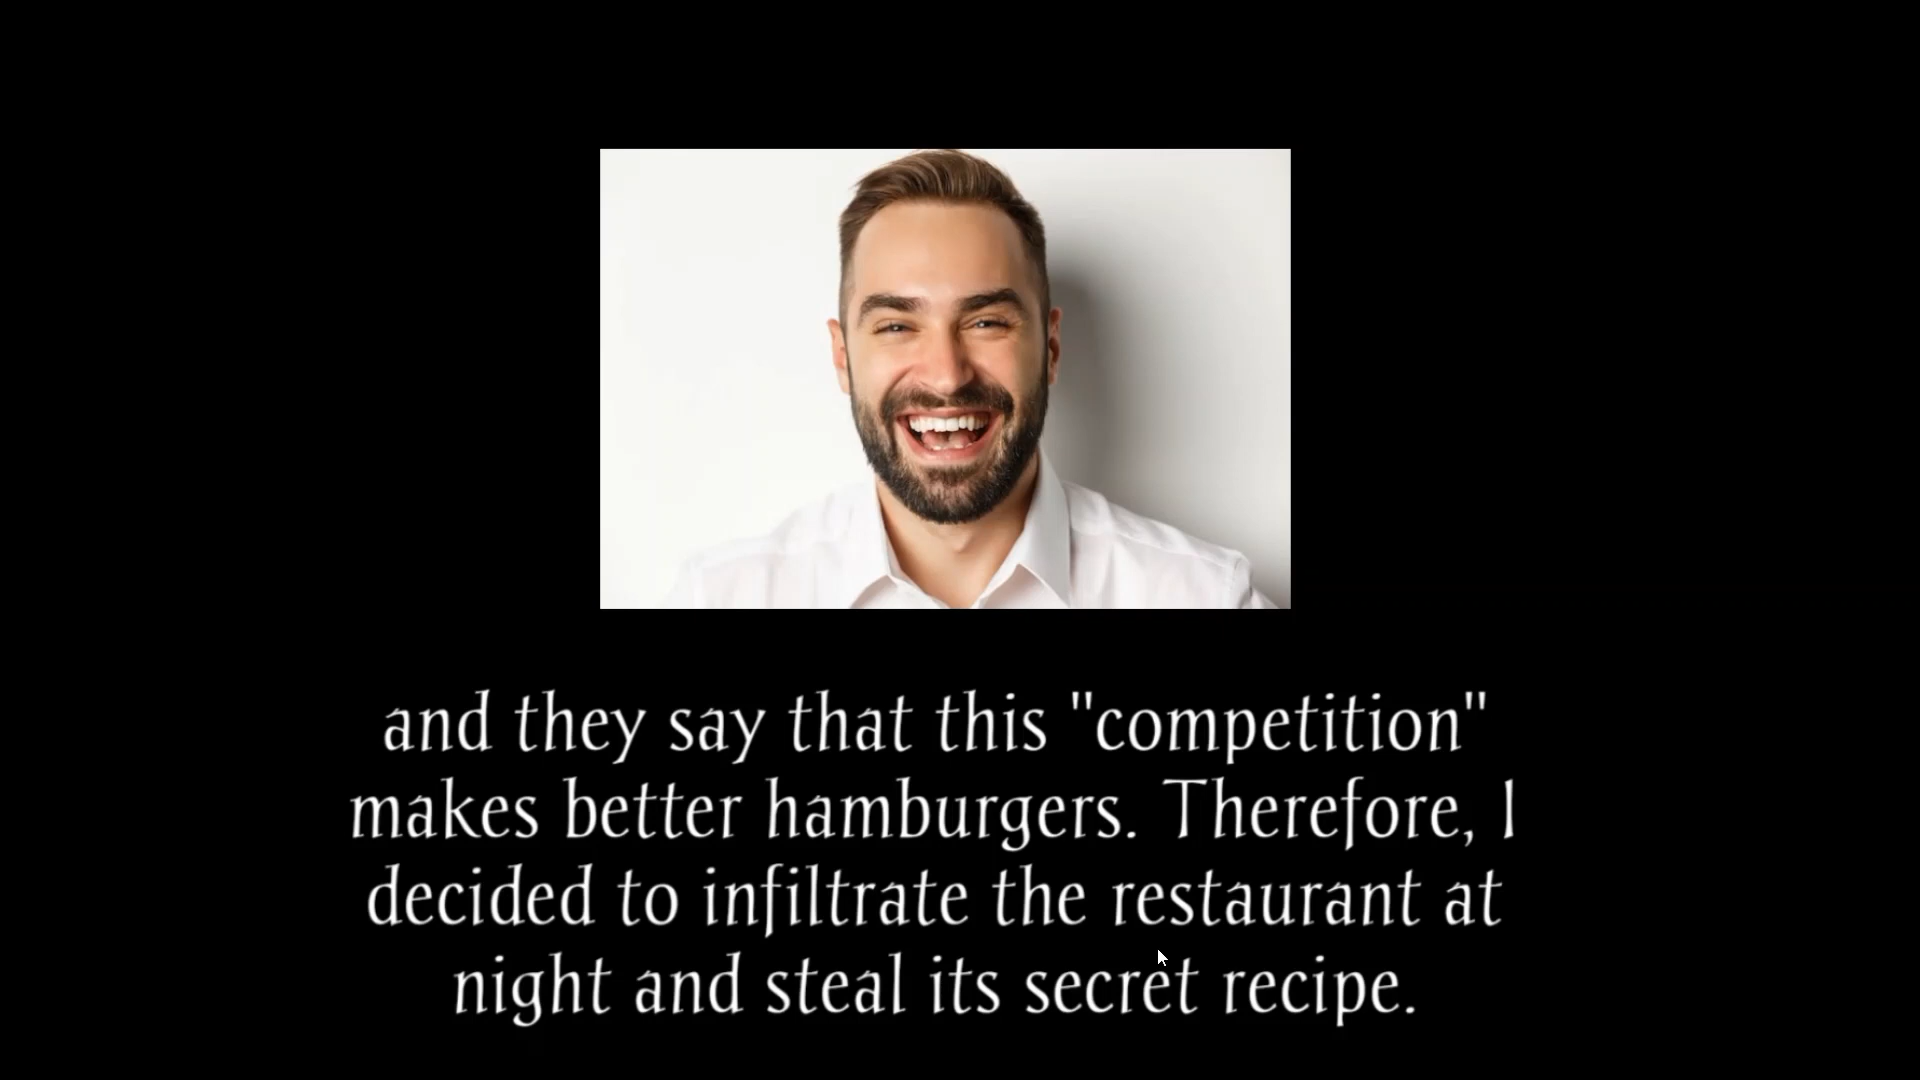 and they say that this "competition"
makes better hamburgers. Therefore, I
decided to infiltrate the restaurant at
night and steal its secret recipe.